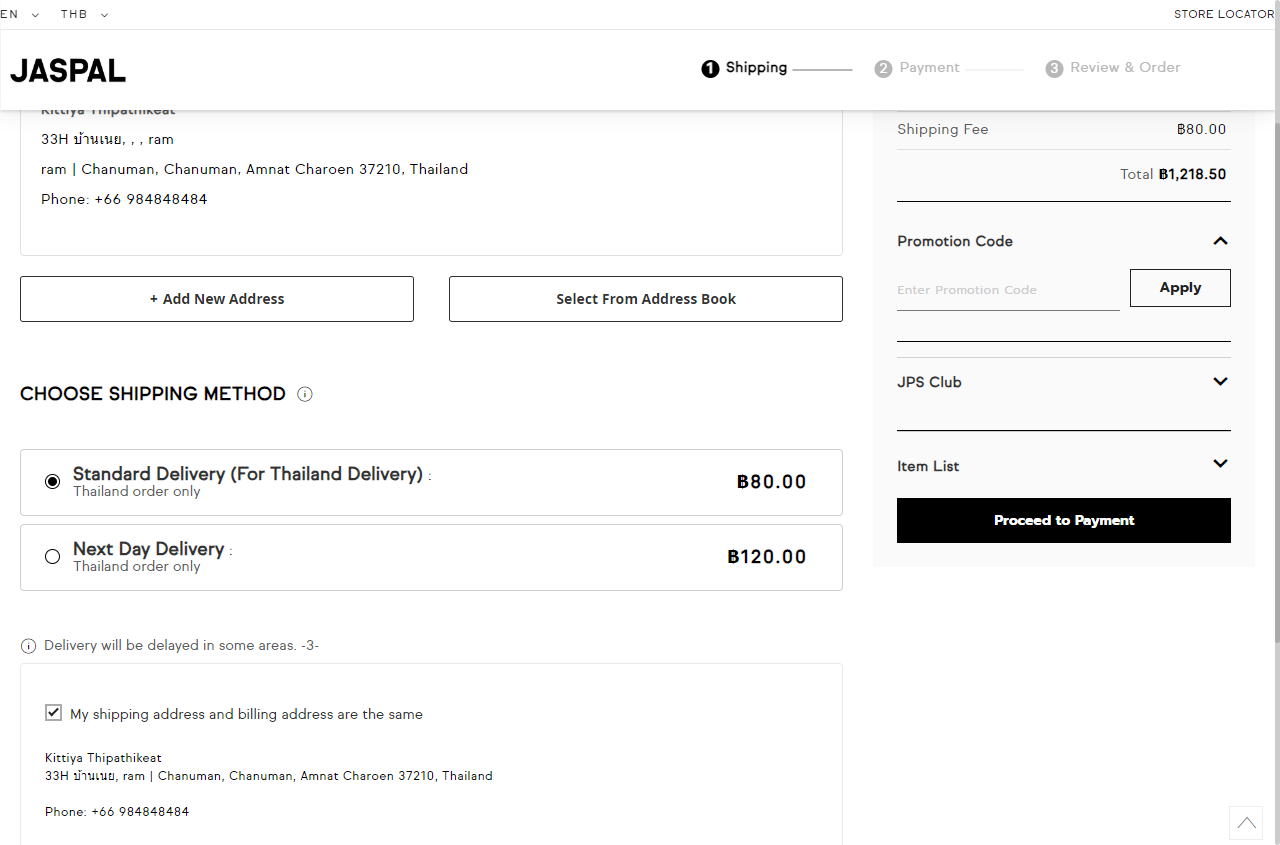 EN THB STORE LOCATOR
JASPAL
1 Shipping 2 Payment 3 Review & Order
Kittiya Thipathikeat
33H บ้านเนย, , , ram
ram | Chanuman, Chanuman, Amnat Charoen 37210, Thailand
Phone: +66 984848484
+ Add New Address
Select From Address Book
CHOOSE SHIPPING METHOD
Standard Delivery (For Thailand Delivery) :
Thailand order only
฿80.00
Next Day Delivery :
Thailand order only
฿120.00
Delivery will be delayed in some areas. -3-
My shipping address and billing address are the same
Kittiya Thipathikeat
33H บ้านเนย, ram | Chanuman, Chanuman, Amnat Charoen 37210, Thailand
Phone: +66 984848484
Shipping Fee ฿80.00
Total ฿1,218.50
Promotion Code
Enter Promotion Code
Apply
JPS Club
Item List
Proceed to Payment